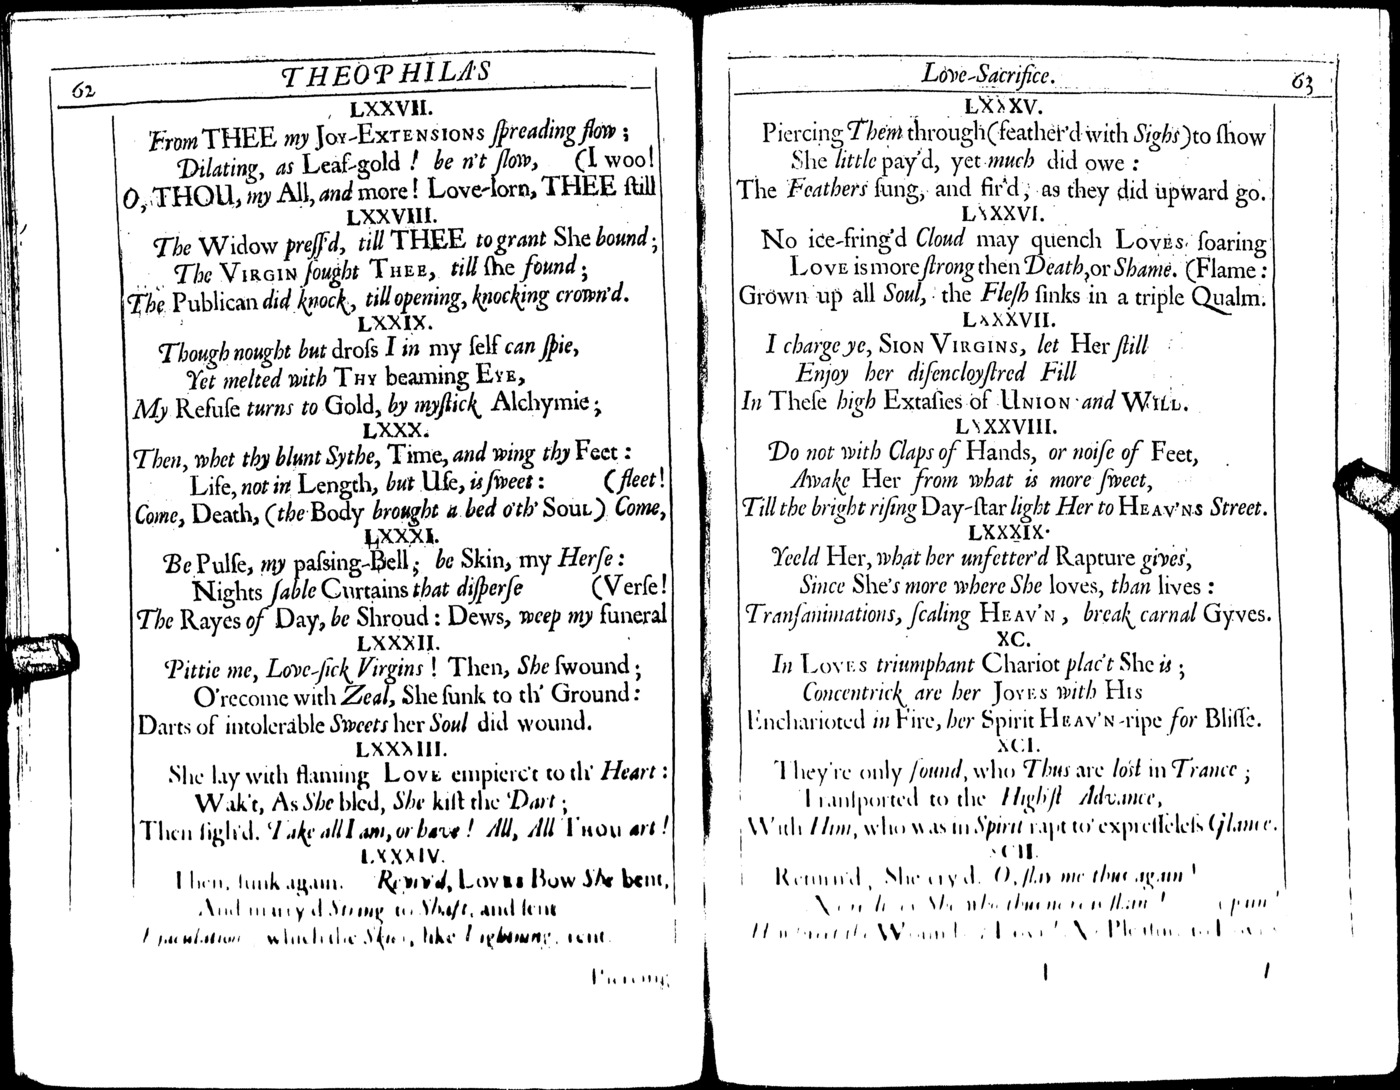 62 THEOPHILA'S
LXXVII.
From THEE my Joy-Extensions ſpreading flow ;
Dilating, as Leaf-gold ! be n't ſlow, (I woo!
O, THOU, my All, and more! Love-lorn, THEE ſtill
LXXVIII.
The Widow preſſ'd, till THEE to grant She bound ;
The Virgin ſought Thee, till ſhe found ;
The Publican did knock, till opening, knocking crown'd.
LXXIX.
Though nought but droſs I in my ſelf can ſpie,
Yet melted with Thy beaming Eye,
My Refuſe turns to Gold, by myſtick Alchymie ;
LXXX.
Then, whet thy blunt Sythe, Time, and wing thy Feet :
Life, not in Length, but Uſe, is ſweet : (fleet!
Come, Death, (the Body brought a bed o'th' Soul) Come,
LXXXI.
Be Pulſe, my paſsing-Bell ; be Skin, my Herſe :
Nights ſable Curtains that diſperſe (Verſe!
The Rayes of Day, be Shroud : Dews, weep my funeral
LXXXII.
Pittie me, Love-ſick Virgins ! Then, She ſwound ;
O'recome with Zeal, She ſunk to th' Ground :
Darts of intolerable Sweets her Soul did wound.
LXXXIII.
She lay with flaming Love empierc't to th' Heart :
Wak't, As She bled, She kiſt the Dart ;
Then ſigh'd. Take all I am, or have ! All, All Thou art !
LXXXIV.
Then, ſunk again. Reviv'd, Loves Bow She bent,
And marry'd String to Shaft, and ſent
which the Skies, like Lightning, rent.
Piercing
Love-Sacrifice. 63
LXXXV.
Piercing Them through (feather'd with Sighs) to ſhow
She little pay'd, yet much did owe :
The Feathers ſung, and fir'd, as they did upward go.
LXXXVI.
No ice-fring'd Cloud may quench Loves ſoaring
Love is more ſtrong then Death, or Shame. (Flame :
Grown up all Soul, the Fleſh ſinks in a triple Qualm.
LXXXVII.
I charge ye, Sion Virgins, let Her ſtill
Enjoy her diſencloyſtred Fill
In Theſe high Extaſies of Union and Will.
LXXXVIII.
Do not with Claps of Hands, or noiſe of Feet,
Awake Her from what is more ſweet,
Till the bright riſing Day-ſtar light Her to Heav'ns Street.
LXXXIX.
Yeeld Her, what her unfetter'd Rapture gives,
Since She's more where She loves, than lives :
Tranſanimations, ſcaling Heav'n, break carnal Gyves.
XC.
In Loves triumphant Chariot plac't She is ;
Concentrick are her Joyes with His
Encharioted in Fire, her Spirit Heav'n-ripe for Bliſſe.
XCI.
They're only found, who Thus are lost in Trance ;
Tranſported to the High'ſt Advance,
With Him, who was in Spirit rapt to expreſſeleſs Glance.
XCII.
Return'd, She cry'd. O, ſlay me thus again !